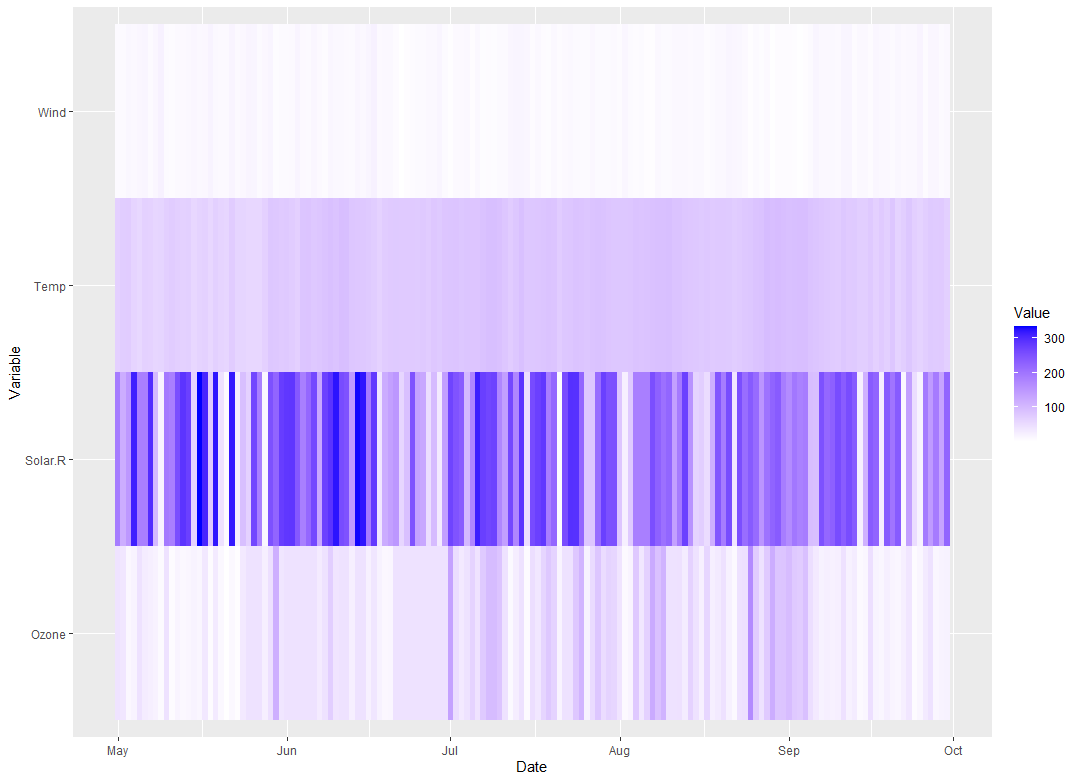 Variable
Wind
Temp
Solar.R
Ozone
May Jun Jul Aug Sep Oct
Date
Value
300
200
100